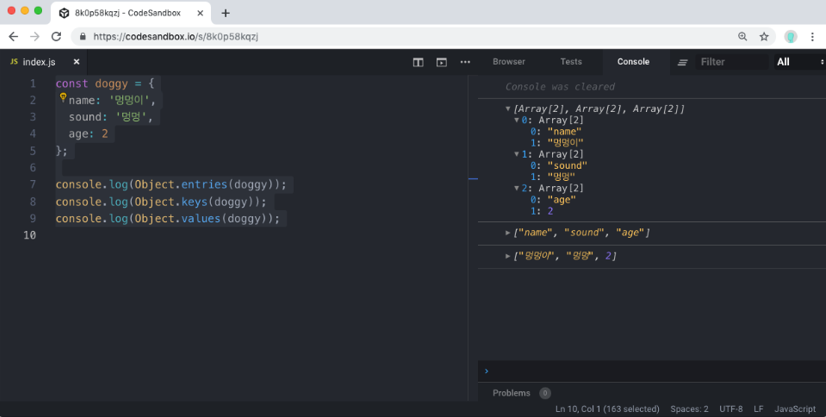 8k0p58kqzj - CodeSandbox
https://codesandbox.io/s/8k0p58kqzj
JS index.js
Browser Tests Console Filter All
1 const doggy = {
2 name: '멍멍이',
3 sound: '멍멍',
4 age: 2
5 };
6
7 console.log(Object.entries(doggy));
8 console.log(Object.keys(doggy));
9 console.log(Object.values(doggy));
10
Console was cleared
[Array[2], Array[2], Array[2]]
0: Array[2]
0: "name"
1: "멍멍이"
1: Array[2]
0: "sound"
1: "멍멍"
2: Array[2]
0: "age"
1: 2
["name", "sound", "age"]
["멍멍이", "멍멍", 2]
Problems 0
Ln 10, Col 1 (163 selected) Spaces: 2 UTF-8 LF JavaScript